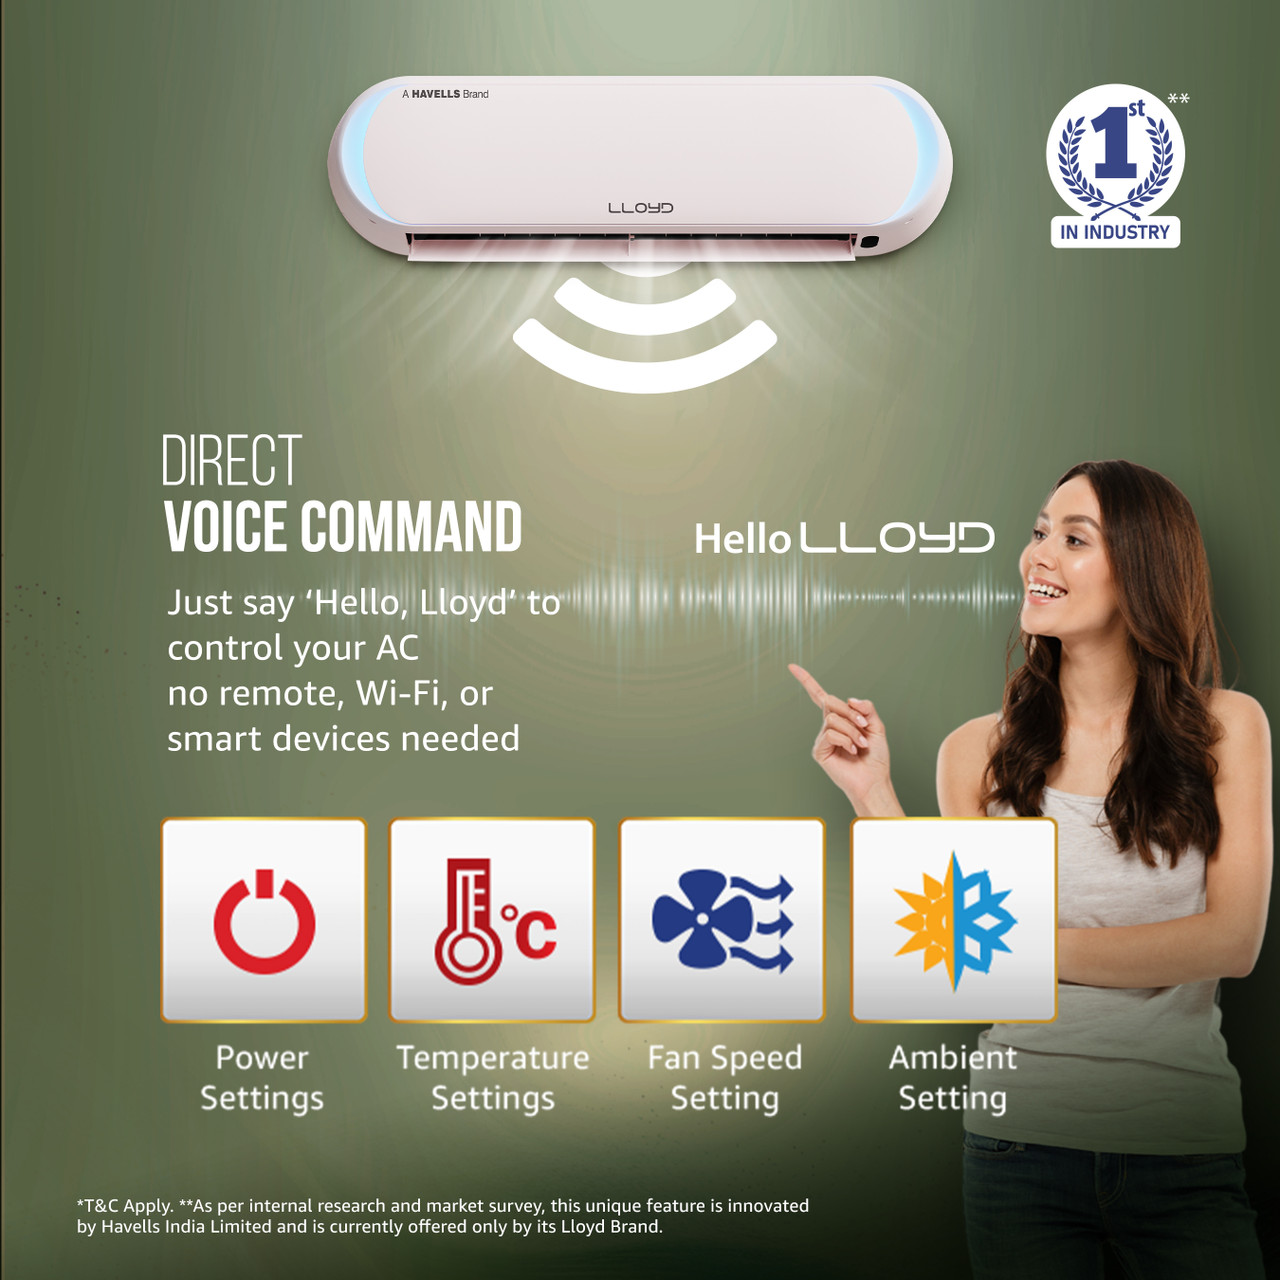 A HAVELLS Brand
LLOYD
1st **
IN INDUSTRY
DIRECT
VOICE COMMAND
Hello LLOYD
Just say ‘Hello, Lloyd’ to
control your AC
no remote, Wi-Fi, or
smart devices needed
°C
Power
Settings
Temperature
Settings
Fan Speed
Setting
Ambient
Setting
*T&C Apply. **As per internal research and market survey, this unique feature is innovated
by Havells India Limited and is currently offered only by its Lloyd Brand.